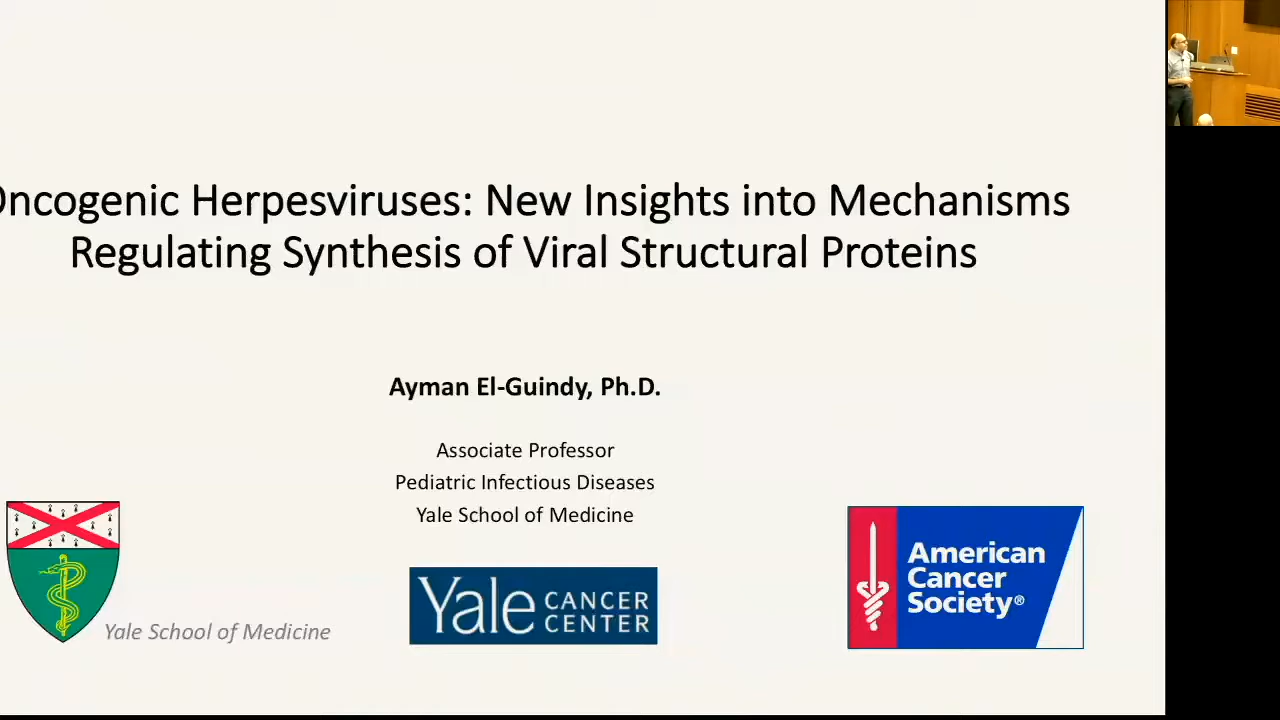 Oncogenic Herpesviruses: New Insights into Mechanisms
Regulating Synthesis of Viral Structural Proteins
Ayman El-Guindy, Ph.D.
Associate Professor
Pediatric Infectious Diseases
Yale School of Medicine
Yale School of Medicine
Yale CANCER CENTER
American
Cancer
Society®